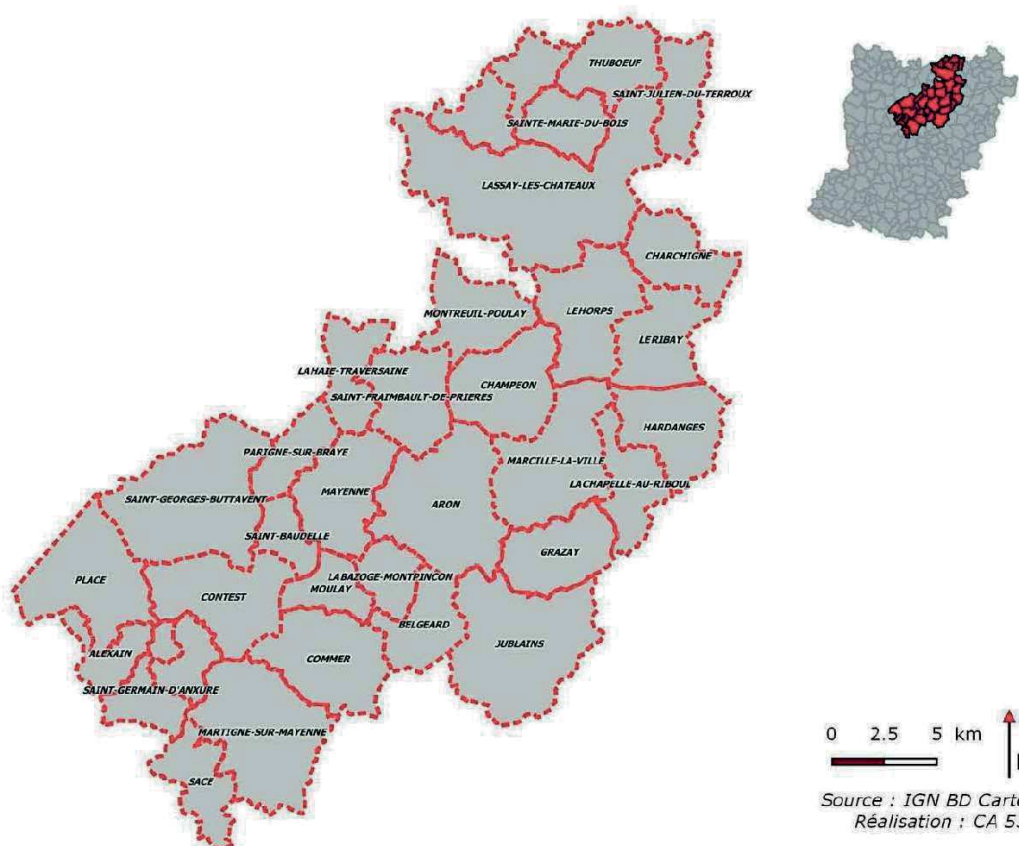 THUBOEUF
SAINT-JULIEN-DU-TERROUX
SAINTE-MARIE-DU-BOIS
LASSAY-LES-CHATEAUX
CHARCHIGNE
MONTREUIL-POULAY
LEHORPS
LERIBAY
LAHAIE-TRAVERSAINE
CHAMPEON
SAINT-FRAIMBAULT-DE-PRIERES
HARDANGES
PARIGNE-SUR-BRAYE
MARCILLE-LA-VILLE
LACHAPELLE-AU-RIBOUL
MAYENNE
SAINT-GEORGES-BUTTAVENT
ARON
SAINT-BAUDELLE
GRAZAY
PLACE
LABAZOGE-MONTPINCON
MOULAY
CONTEST
BELGEARD
JUBLAINS
ALEXAIN
COMMER
SAINT-GERMAIN-D'ANXURE
MARTIGNE-SUR-MAYENNE
SACE
0 2.5 5 km
Source : IGN BD Carto
Réalisation : CA 53